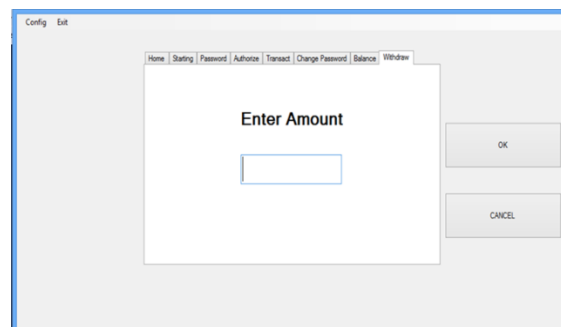 Config Exit
Home Starting Password Authorize Transact Change Password Balance Withdraw
Enter Amount
OK
CANCEL